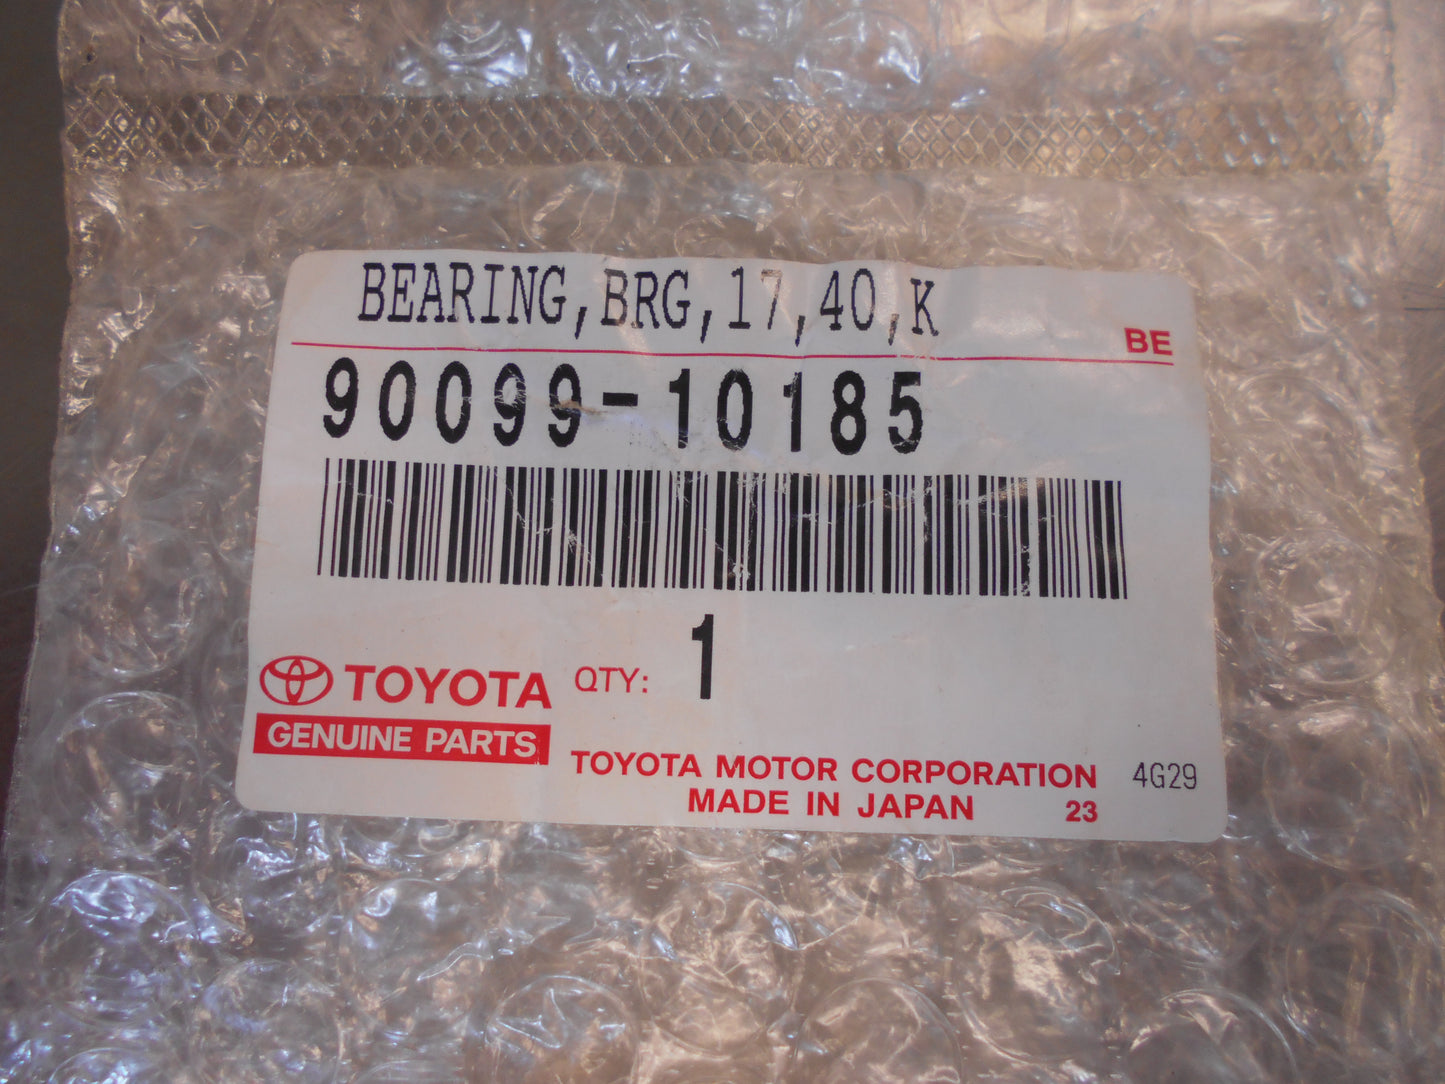 BEARING,BRG,17,40,K
BE
90099-10185
1
TOYOTA QTY:
GENUINE PARTS
TOYOTA MOTOR CORPORATION 4G29
MADE IN JAPAN 23